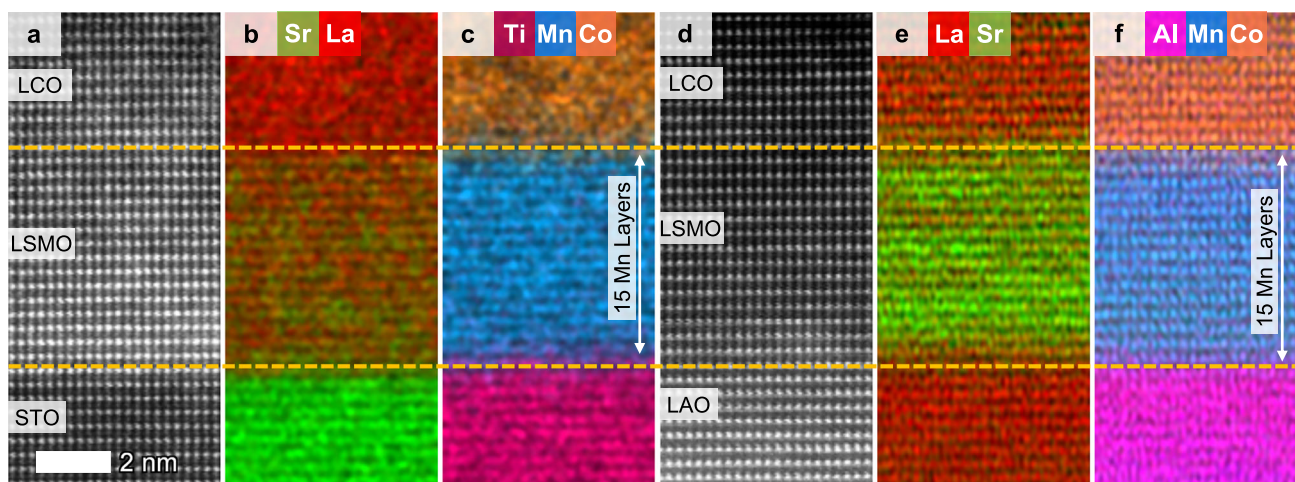 a
b Sr La
c Ti Mn Co
d
e La Sr
f Al Mn Co
LCO
LSMO
STO
2 nm
15 Mn Layers
LCO
LSMO
LAO
15 Mn Layers